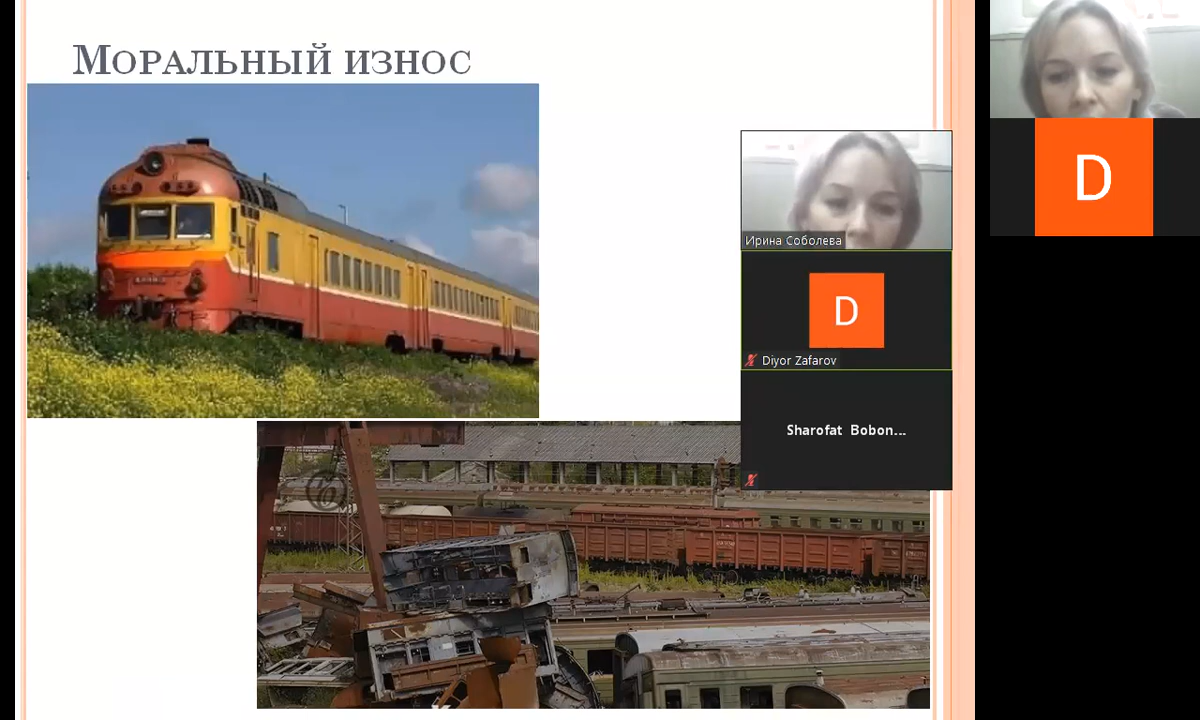 Моральный износ
Ирина Соболева
D
Diyor Zafarov
Sharofat Bobon...
D